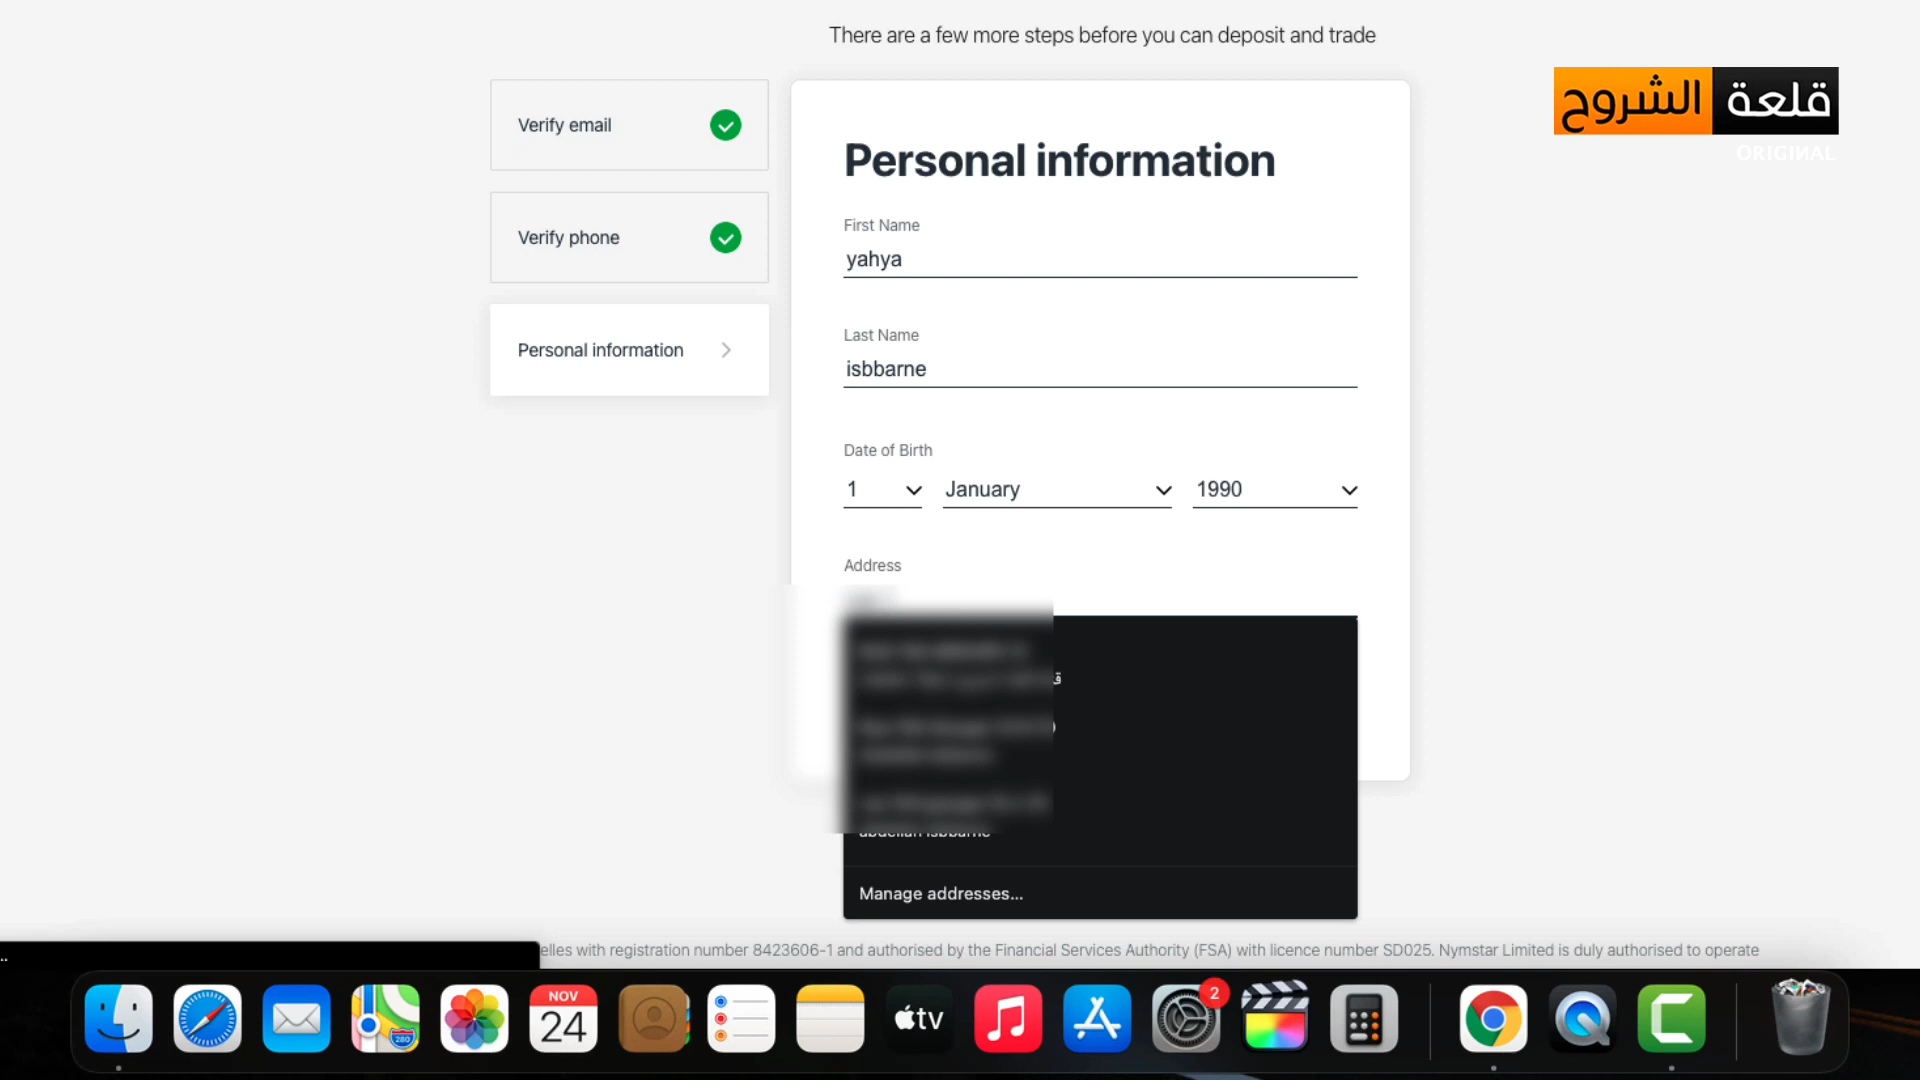 There are a few more steps before you can deposit and trade
قلعة الشروح
ORIGINAL
Verify email
Verify phone
Personal information
Personal information
First Name
yahya
Last Name
isbbarne
Date of Birth
1 January 1990
Address
Manage addresses...
elles with registration number 8423606-1 and authorised by the Financial Services Authority (FSA) with licence number SD025. Nymstar Limited is duly authorised to operate
..
NOV
24
280
tv
2